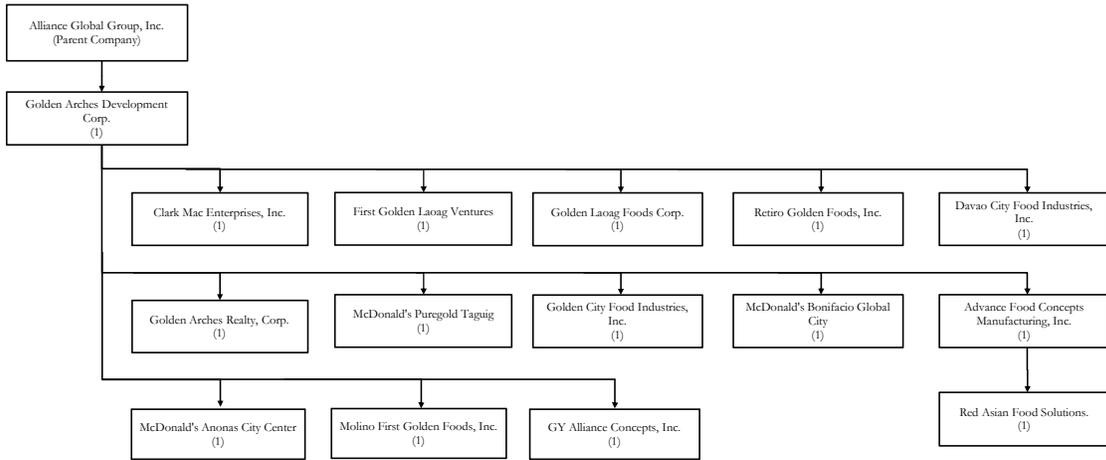 Alliance Global Group, Inc.
(Parent Company)
Golden Arches Development
Corp.
(1)
Clark Mac Enterprises, Inc.
(1)
First Golden Laoag Ventures
(1)
Golden Laoag Foods Corp.
(1)
Retiro Golden Foods, Inc.
(1)
Davao City Food Industries,
Inc.
(1)
Golden Arches Realty, Corp.
(1)
McDonald's Puregold Taguig
(1)
Golden City Food Industries,
Inc.
(1)
McDonald's Bonifacio Global
City
(1)
Advance Food Concepts
Manufacturing, Inc.
(1)
McDonald's Anonas City Center
(1)
Molino First Golden Foods, Inc.
(1)
GY Alliance Concepts, Inc.
(1)
Red Asian Food Solutions.
(1)